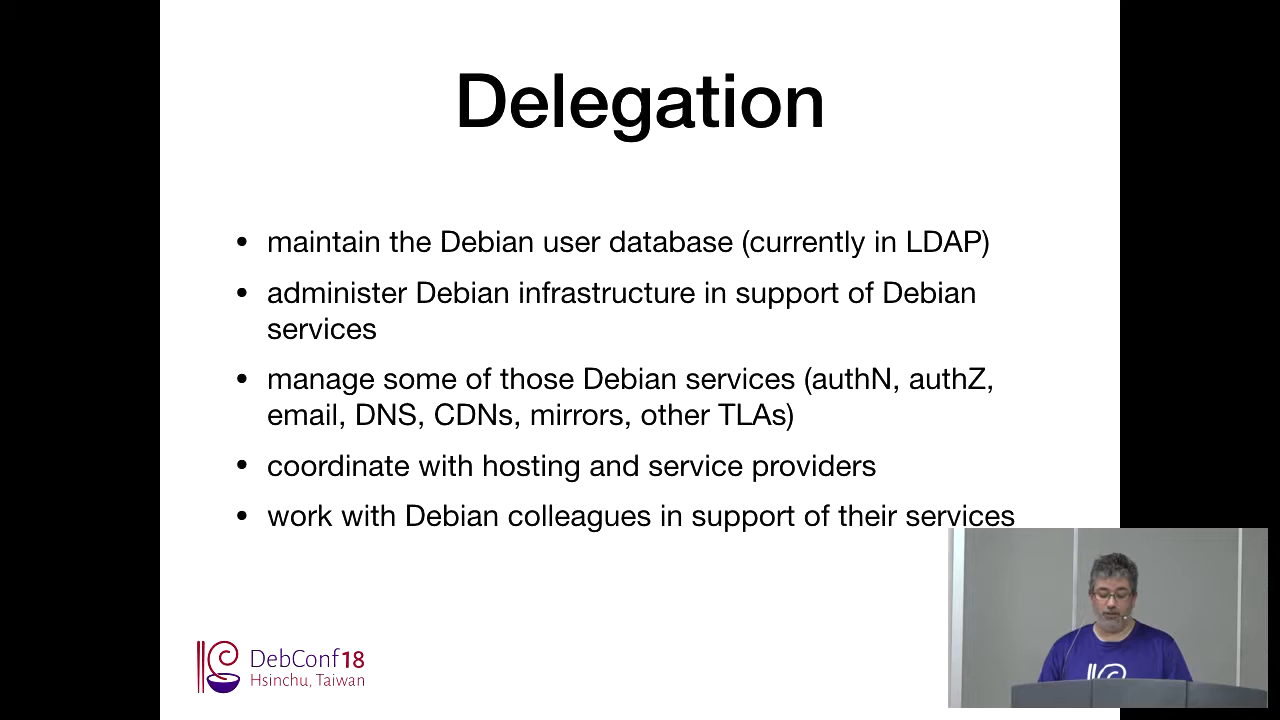 Delegation
• maintain the Debian user database (currently in LDAP)
• administer Debian infrastructure in support of Debian
services
• manage some of those Debian services (authN, authZ,
email, DNS, CDNs, mirrors, other TLAs)
• coordinate with hosting and service providers
• work with Debian colleagues in support of their services
DebConf18
Hsinchu, Taiwan